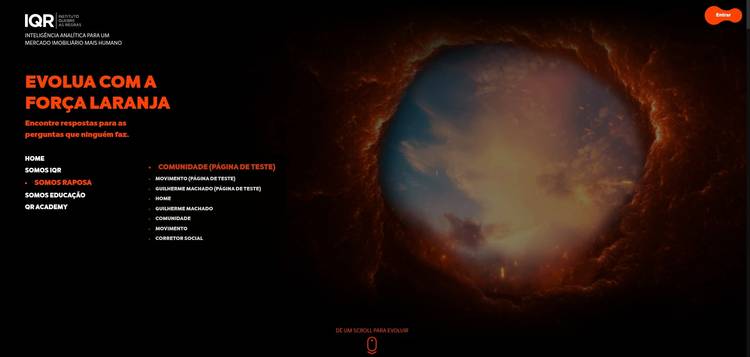 IQR INSTITUTO
QUEBRE
AS REGRAS
INTELIGÊNCIA ANALÍTICA PARA UM
MERCADO IMOBILIÁRIO MAIS HUMANO
Entrar
EVOLUA COM A
FORÇA LARANJA
Encontre respostas para as
perguntas que ninguém faz.
HOME
SOMOS IQR
SOMOS RAPOSA
SOMOS EDUCAÇÃO
QR ACADEMY
COMUNIDADE (PÁGINA DE TESTE)
MOVIMENTO (PÁGINA DE TESTE)
GUILHERME MACHADO (PÁGINA DE TESTE)
HOME
GUILHERME MACHADO
COMUNIDADE
MOVIMENTO
CORRETOR SOCIAL
DÊ UM SCROLL PARA EVOLUIR